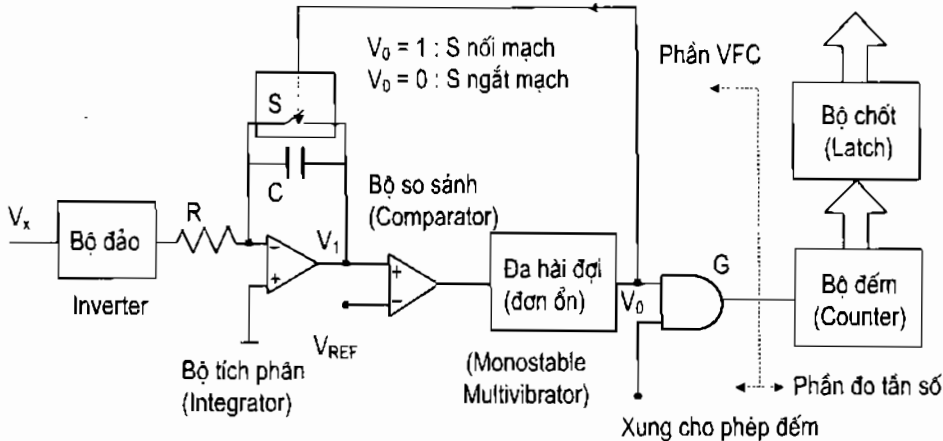 V₀ = 1 : S nối mạch
V₀ = 0 : S ngắt mạch
Phần VFC
S
C
Bộ chốt
(Latch)
Bộ so sánh
(Comparator)
Vₓ
Bộ đảo
Inverter
R
V₁
Đa hài đợi
(đơn ổn)
V₀
G
Bộ đếm
(Counter)
V_REF
Bộ tích phân
(Integrator)
(Monostable
Multivibrator)
Phần đo tần số
Xung cho phép đếm